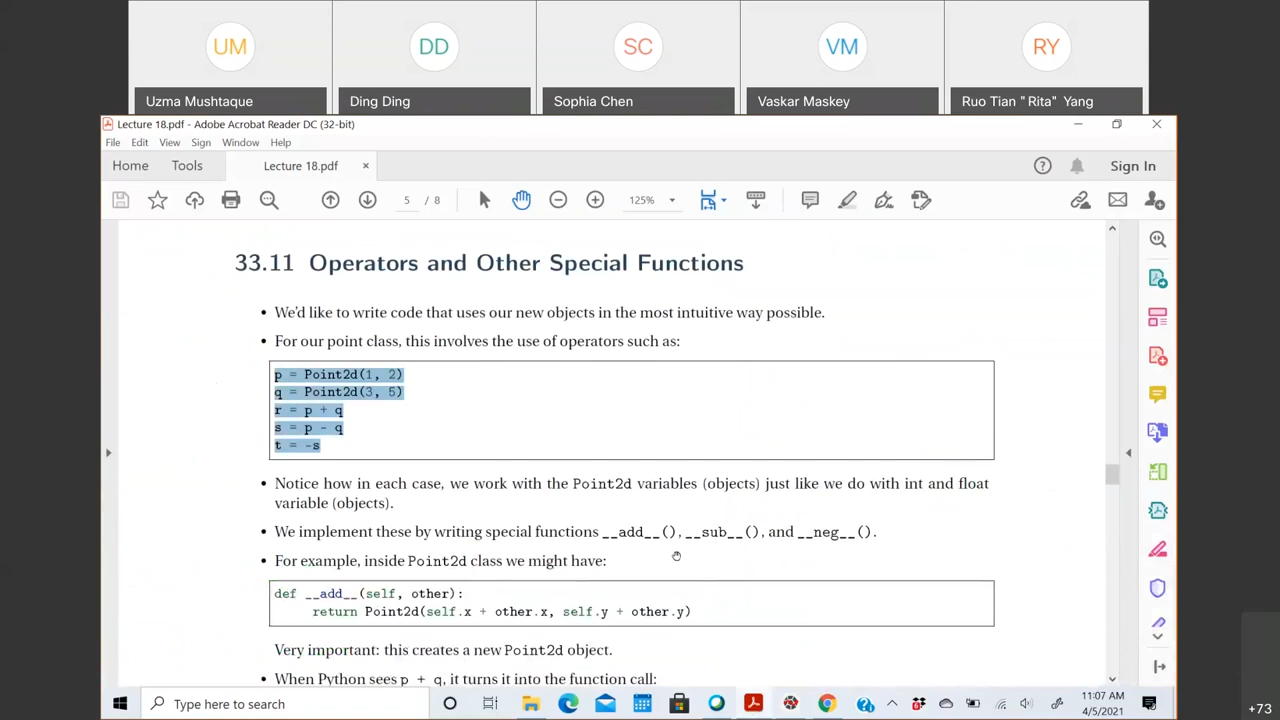 UM
DD
SC
VM
RY
Uzma Mushtaque
Ding Ding
Sophia Chen
Vaskar Maskey
Ruo Tian "Rita" Yang
Lecture 18.pdf - Adobe Acrobat Reader DC (32-bit)
File Edit View Sign Window Help
Home Tools Lecture 18.pdf × Sign In
5 / 8 125%
33.11 Operators and Other Special Functions
• We'd like to write code that uses our new objects in the most intuitive way possible.
• For our point class, this involves the use of operators such as:
p = Point2d(1, 2)
q = Point2d(3, 5)
r = p + q
s = p - q
t = -s
• Notice how in each case, we work with the Point2d variables (objects) just like we do with int and float
variable (objects).
• We implement these by writing special functions __add__(), __sub__(), and __neg__().
• For example, inside Point2d class we might have:
def __add__(self, other):
return Point2d(self.x + other.x, self.y + other.y)
Very important: this creates a new Point2d object.
• When Python sees p + q, it turns it into the function call:
Type here to search
11:07 AM
4/5/2021
+73